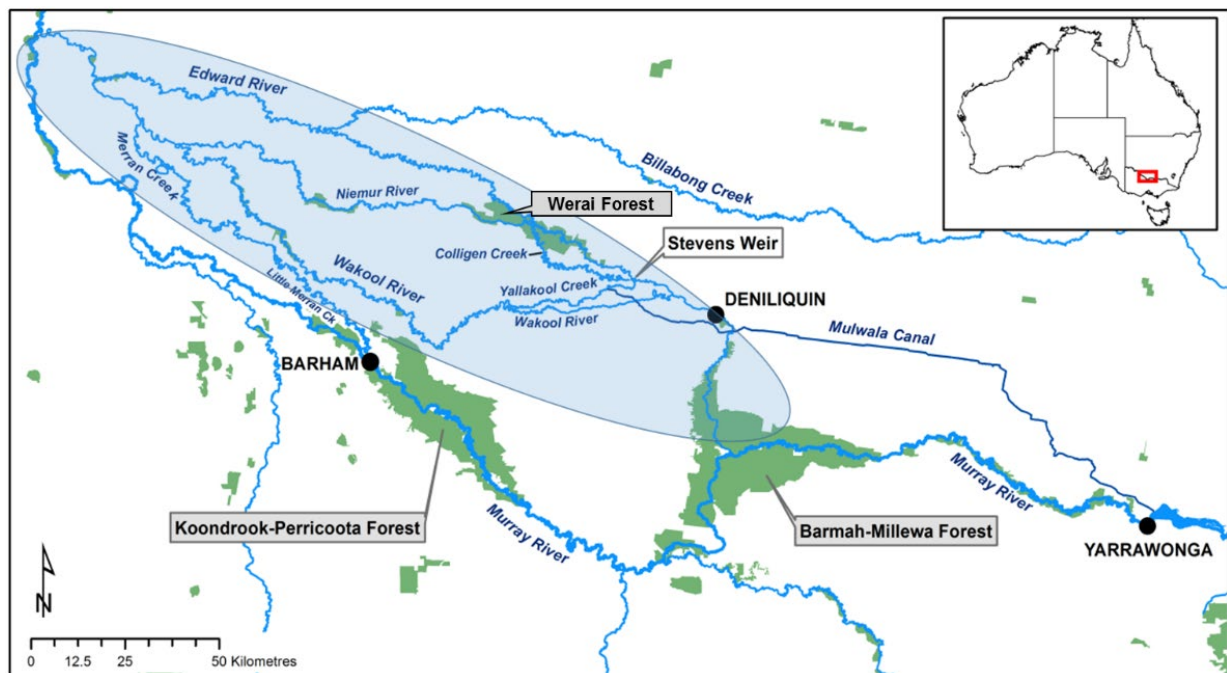 Edward River
Billabong Creek
Merran Creek
Niemur River
Werai Forest
Colligen Creek
Stevens Weir
Wakool River
Yallakool Creek
Little Merran Ck
Wakool River
DENILIQUIN
Mulwala Canal
BARHAM
Murray River
Koondrook-Perricoota Forest
Murray River
Barmah-Millewa Forest
YARRAWONGA
N
0 12.5 25 50 Kilometres